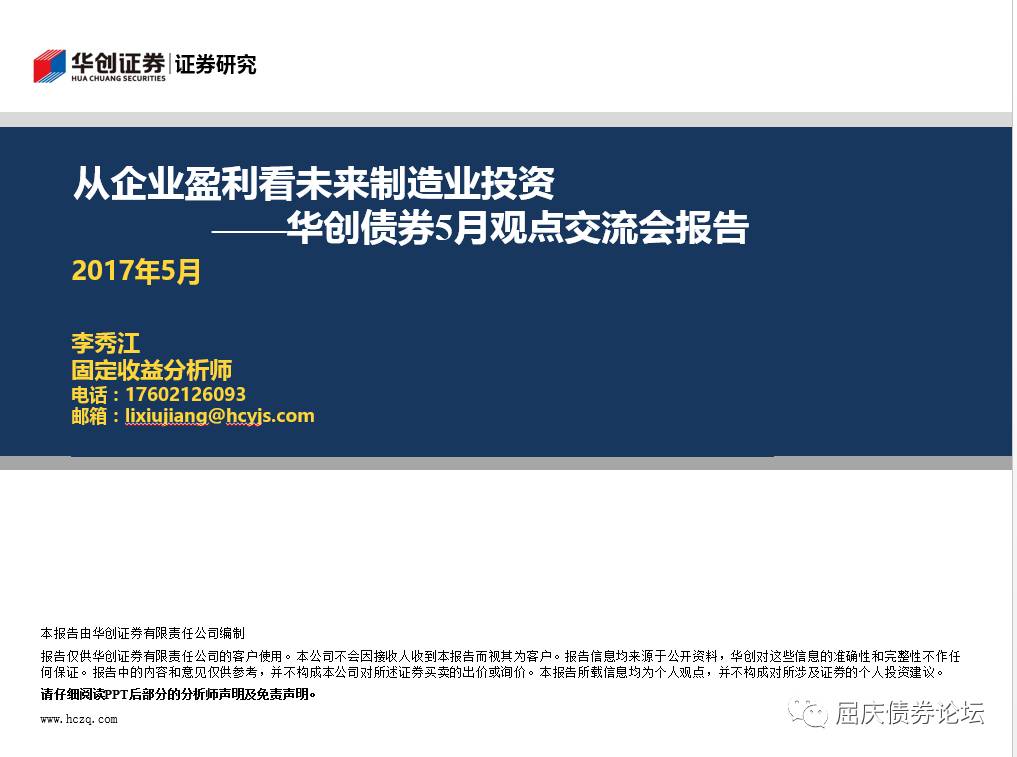 华创证券 证券研究
HUA CHUANG SECURITIES
从企业盈利看未来制造业投资
——华创债券5月观点交流会报告
2017年5月
李秀江
固定收益分析师
电话：17602126093
邮箱：lixiujiang@hcyjs.com
本报告由华创证券有限责任公司编制
报告仅供华创证券有限责任公司的客户使用。本公司不会因接收人收到本报告而视其为客户。报告信息均来源于公开资料，华创对这些信息的准确性和完整性不作任
何保证。报告中的内容和意见仅供参考，并不构成本公司对所述证券买卖的出价或询价。本报告所载信息均为个人观点，并不构成对所涉及证券的个人投资建议。
请仔细阅读PPT后部分的分析师声明及免责声明。
www.hczq.com
屈庆债券论坛